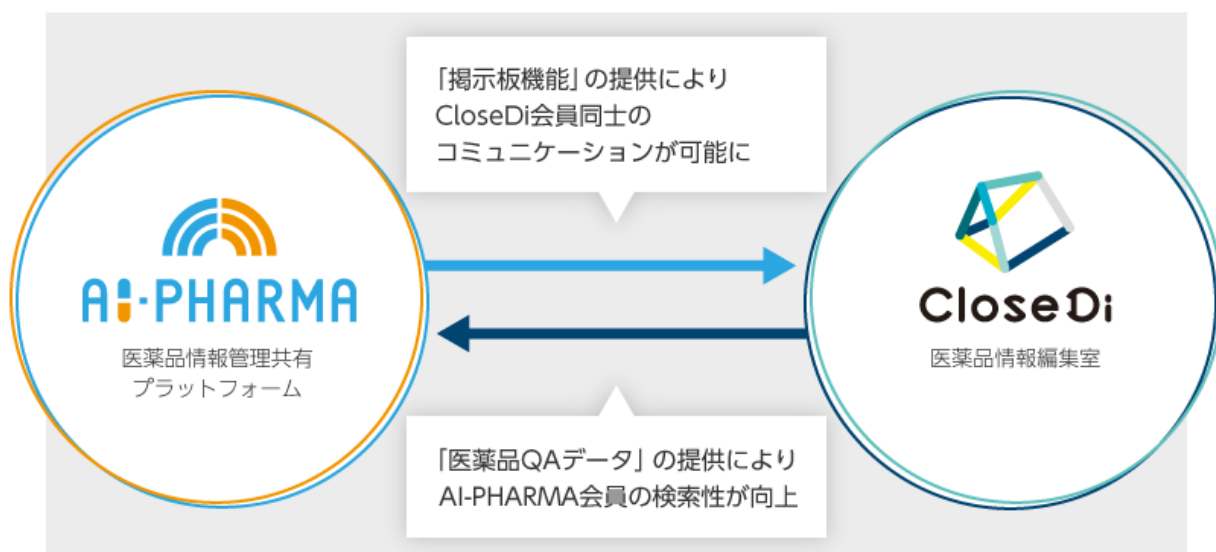 「掲示板機能」の提供により
CloseDi会員同士の
コミュニケーションが可能に
AI-PHARMA
医薬品情報管理共有
プラットフォーム
CloseDi
医薬品情報編集室
「医薬品QAデータ」の提供により
AI-PHARMA会員の検索性が向上